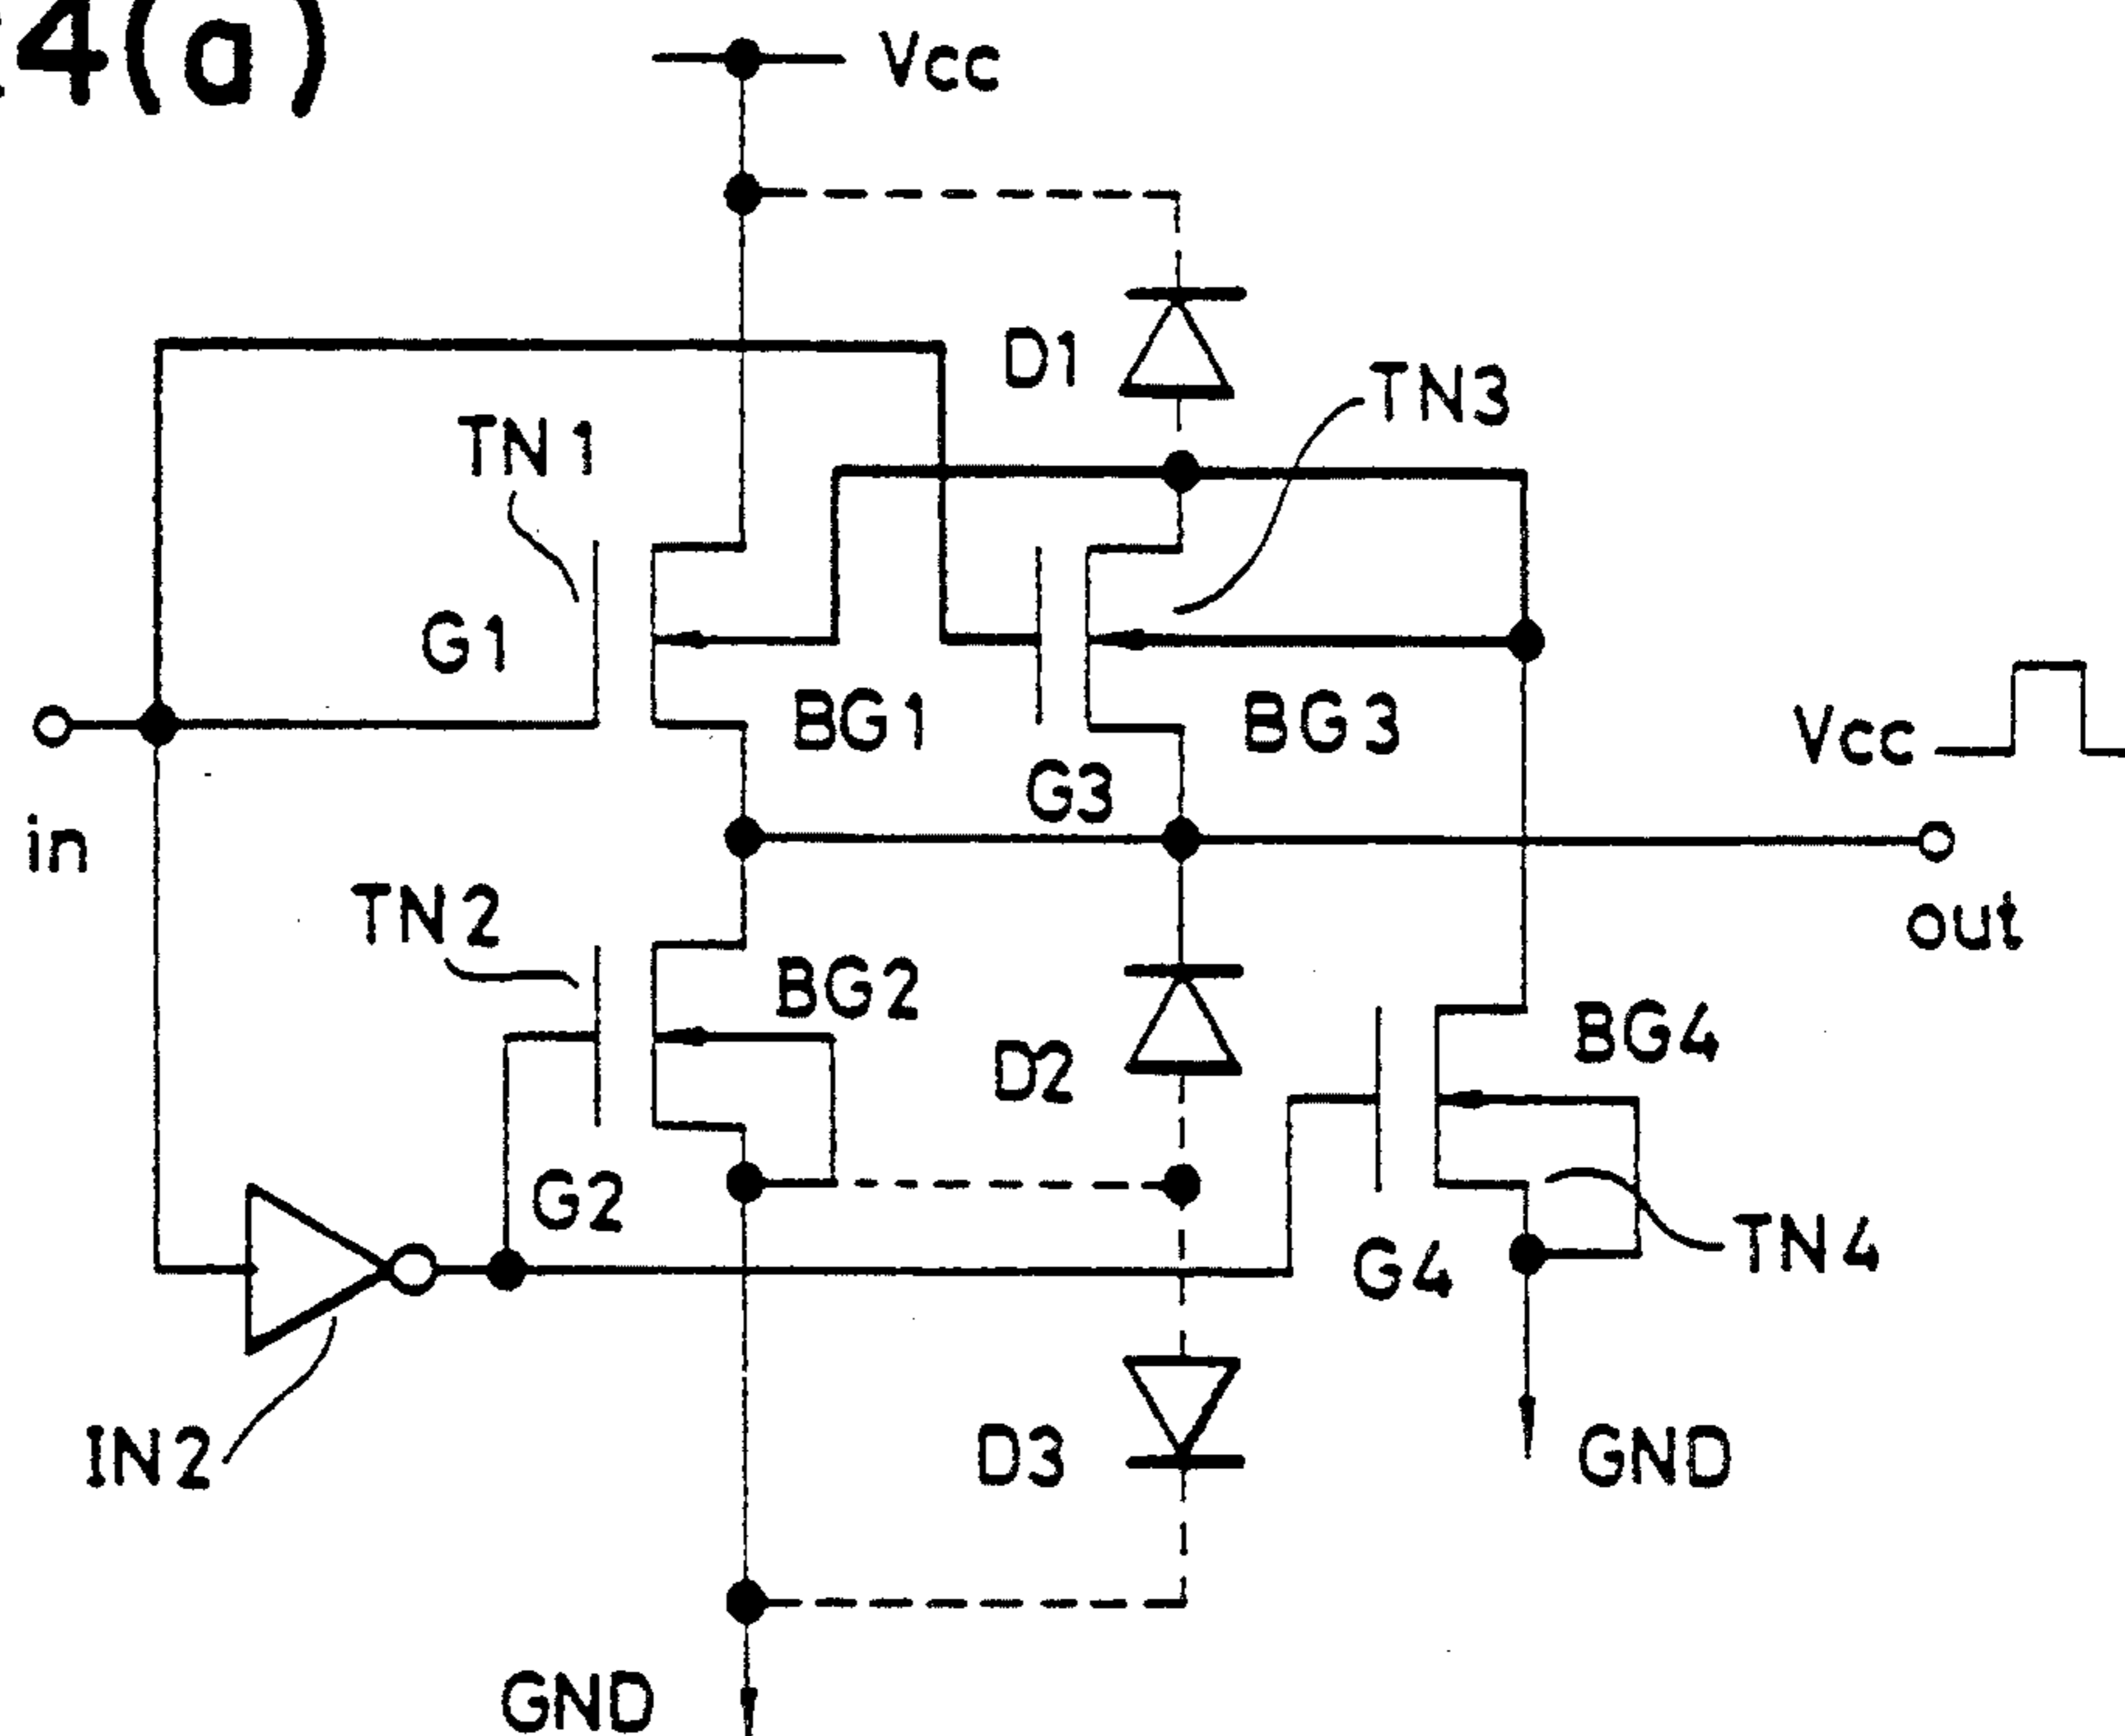 4(a)
Vcc
D1
TN3
TN1
G1
BG1
BG3
Vcc
G3
in
out
TN2
BG2
BG4
D2
G2
G4
TN4
IN2
D3
GND
GND